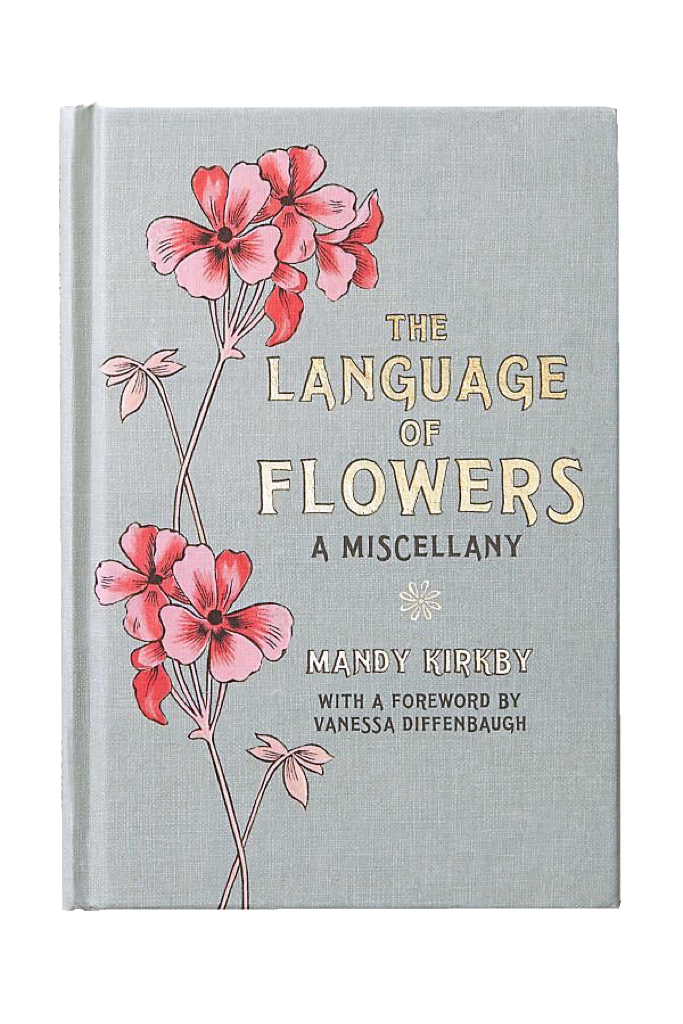 THE
LANGUAGE
OF
FLOWERS
A MISCELLANY
MANDY KIRKBY
WITH A FOREWORD BY
VANESSA DIFFENBAUGH